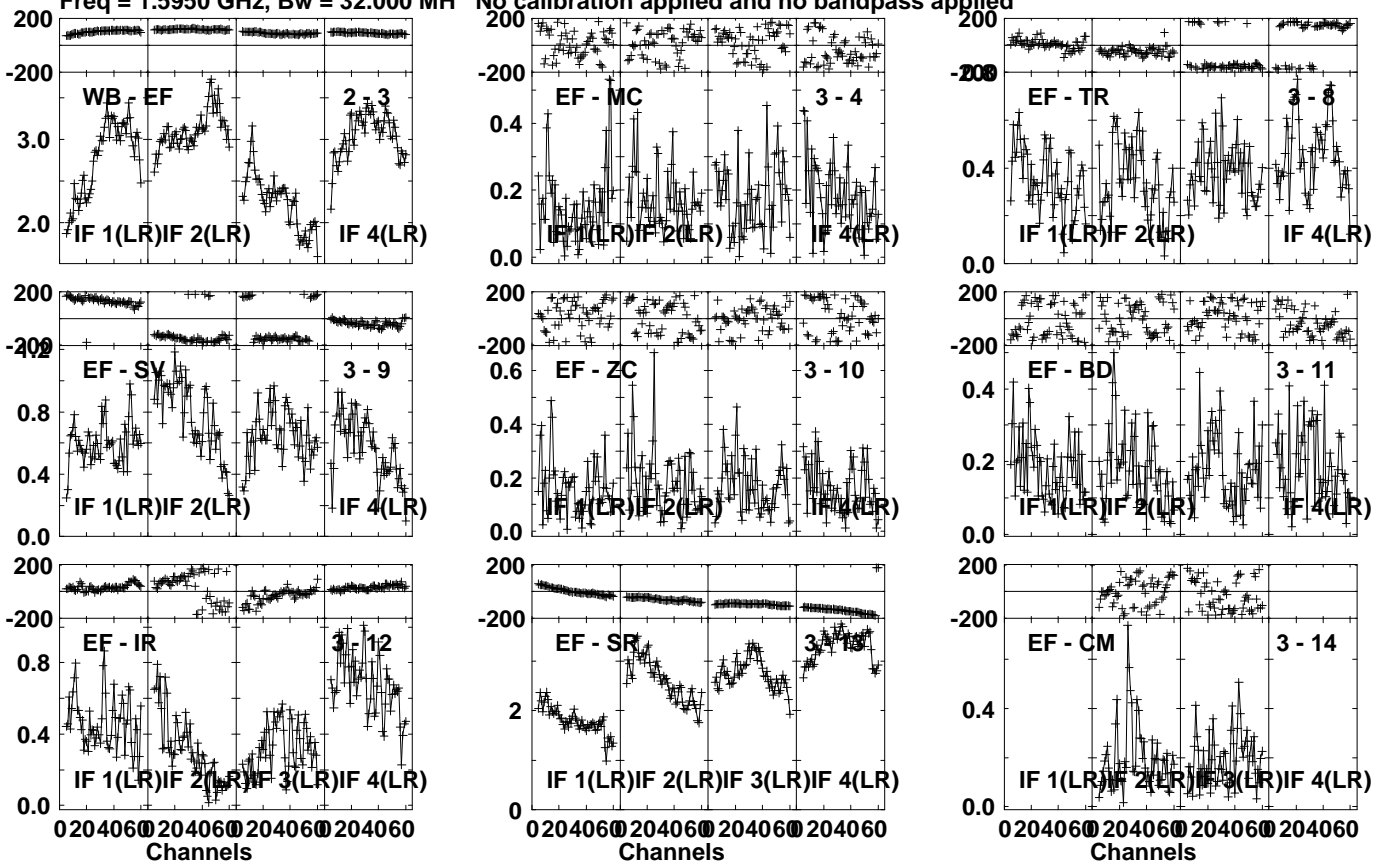 Freq = 1.5950 GHz, Bw = 32.000 MH No calibration applied and no bandpass applied
200
-200
WB - EF 2 - 3
3.0
2.0
IF 1(LR) IF 2(LR) IF 4(LR)
200
-200
EF - MC 3 - 4
0.4
0.2
0.0
IF 1(LR) IF 2(LR) IF 4(LR)
200
-200
0.8
EF - TR 3 - 8
0.4
0.0
IF 1(LR) IF 2(LR) IF 4(LR)
200
-200
1.2
EF - SV 3 - 9
0.8
0.4
0.0
IF 1(LR) IF 2(LR) IF 4(LR)
200
-200
EF - ZC 3 - 10
0.6
0.4
0.2
0.0
IF 1(LR) IF 2(LR) IF 4(LR)
200
-200
EF - BD 3 - 11
0.4
0.2
0.0
IF 1(LR) IF 2(LR) IF 4(LR)
200
-200
EF - IR 3 - 12
0.8
0.4
0.0
IF 1(LR) IF 2(LR) IF 3(LR) IF 4(LR)
0 20 40 60 0 20 40 60 0 20 40 60 0 20 40 60
Channels
200
-200
EF - SR 3 - 13
2
0
IF 1(LR) IF 2(LR) IF 3(LR) IF 4(LR)
0 20 40 60 0 20 40 60 0 20 40 60 0 20 40 60
Channels
200
-200
EF - CM 3 - 14
0.4
0.0
IF 1(LR) IF 2(LR) IF 3(LR) IF 4(LR)
0 20 40 60 0 20 40 60 0 20 40 60 0 20 40 60
Channels